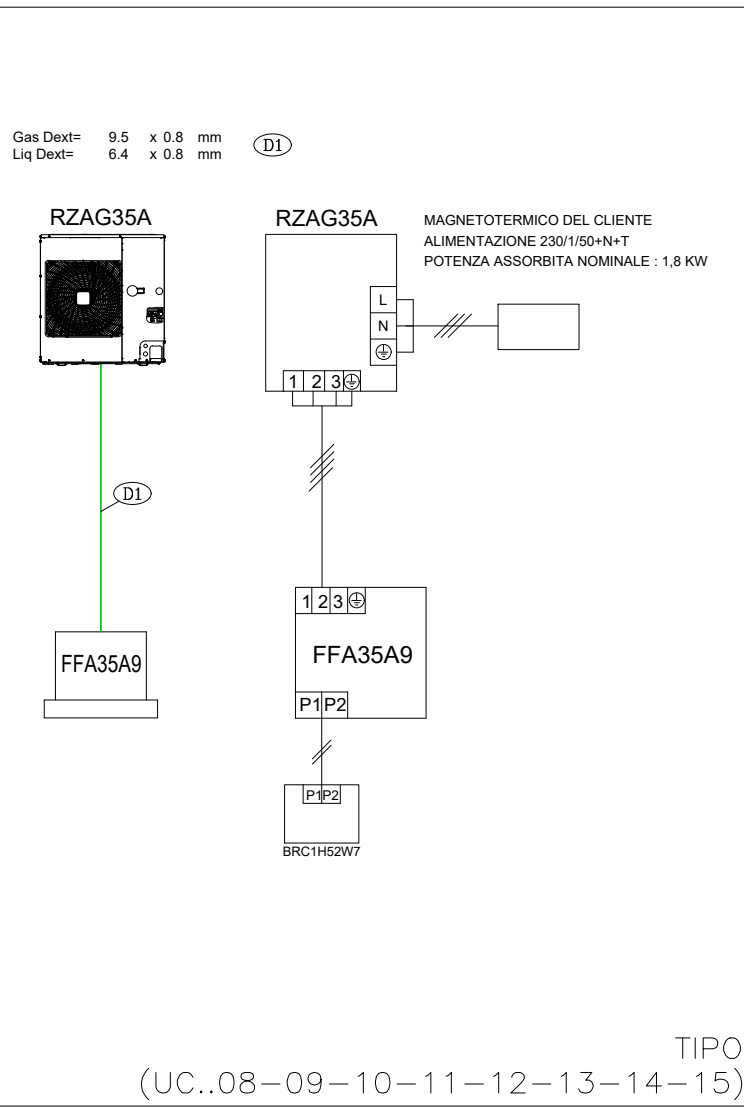 Gas Dext= 9.5 x 0.8 mm
Liq Dext= 6.4 x 0.8 mm
D1
RZAG35A
RZAG35A
MAGNETOTERMICO DEL CLIENTE
ALIMENTAZIONE 230/1/50+N+T
POTENZA ASSORBITA NOMINALE : 1,8 KW
L
N
1 2 3
D1
1 2 3
FFA35A9
FFA35A9
P1 P2
P1 P2
BRC1H52W7
TIPO
(UC..08-09-10-11-12-13-14-15)